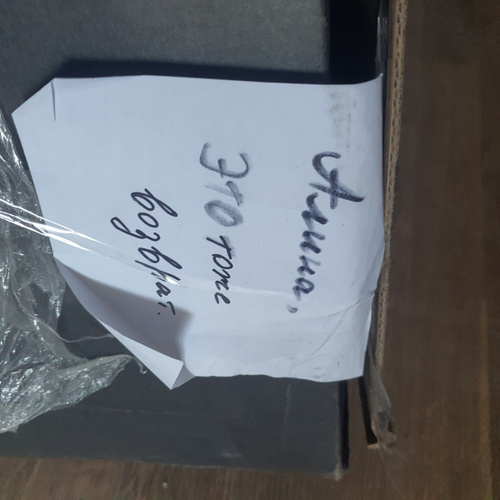 Алина,
Это тоже
возврат.